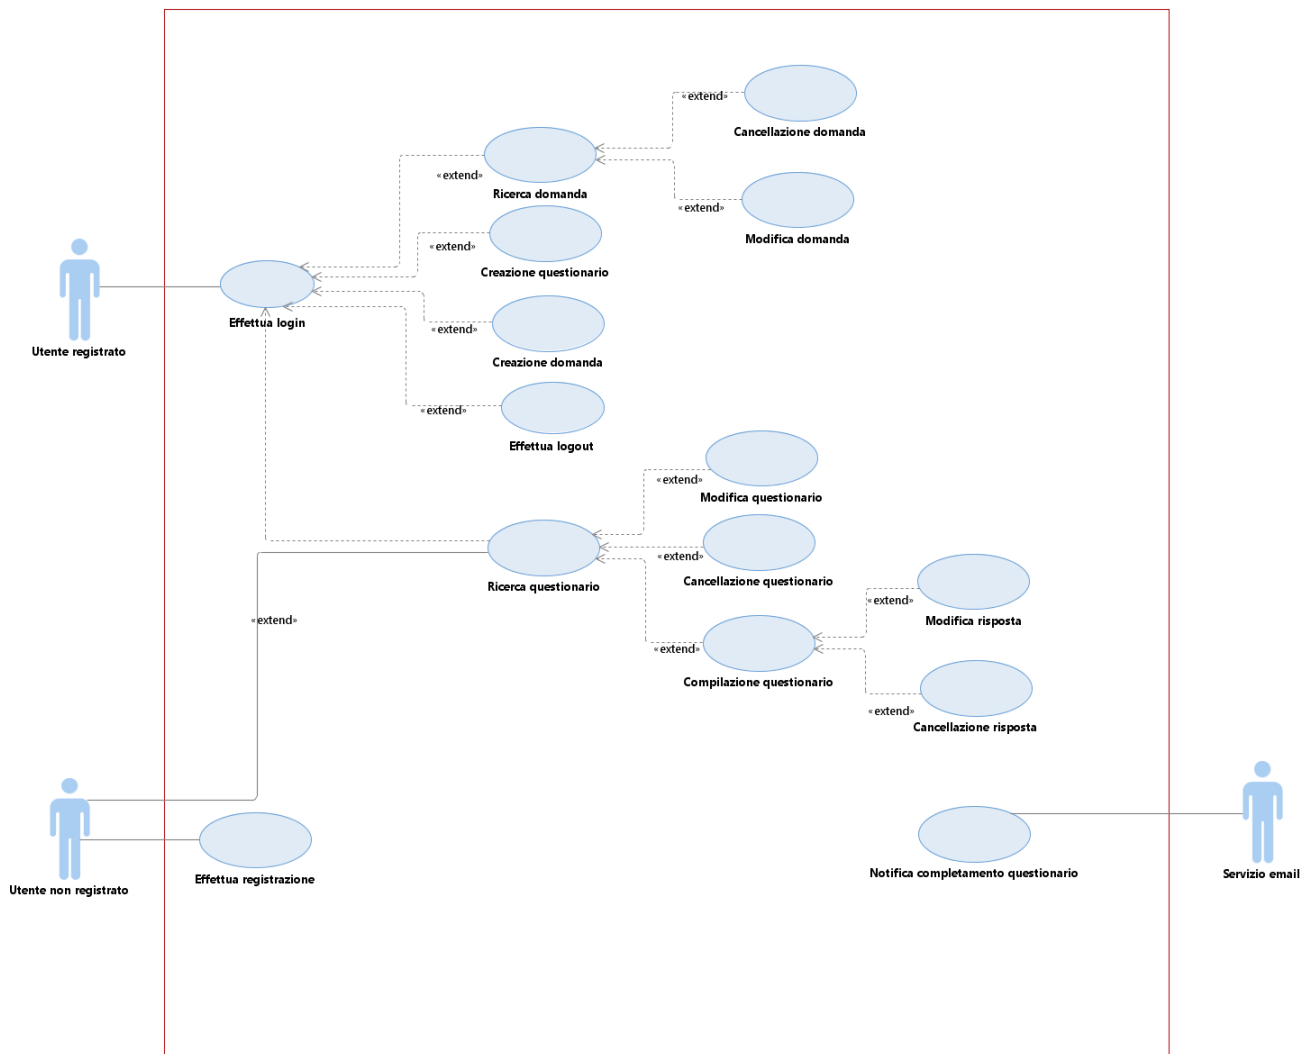 «extend»
Cancellazione domanda
«extend»
Ricerca domanda
«extend»
Modifica domanda
«extend»
Creazione questionario
Effettua login
«extend»
Utente registrato
Creazione domanda
«extend»
Effettua logout
«extend»
Modifica questionario
«extend»
Ricerca questionario
Cancellazione questionario
«extend»
«extend»
Modifica risposta
«extend»
Compilazione questionario
«extend»
Cancellazione risposta
Utente non registrato
Effettua registrazione
Notifica completamento questionario
Servizio email